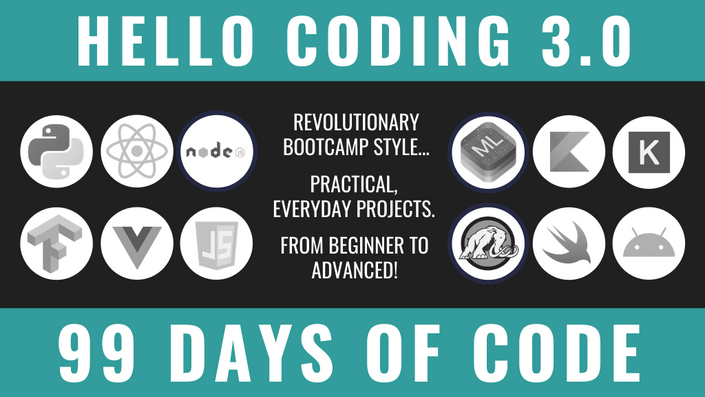 HELLO CODING 3.0
node
JS
REVOLUTIONARY
BOOTCAMP STYLE...
PRACTICAL,
EVERYDAY PROJECTS.
FROM BEGINNER TO
ADVANCED!
ML
K
JS
99 DAYS OF CODE